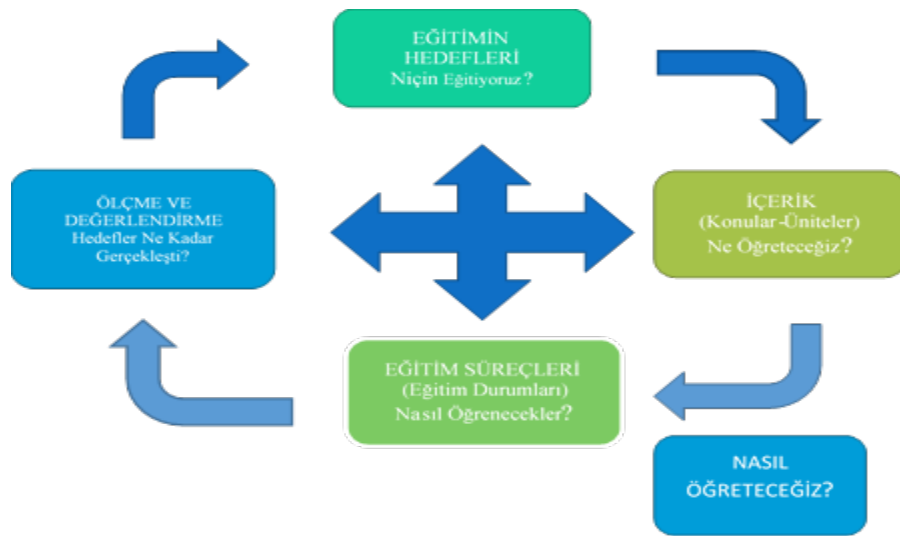 EĞİTİMİN
HEDEFLERİ
Niçin Eğitiyoruz?
ÖLÇME VE
DEĞERLENDİRME
Hedefler Ne Kadar
Gerçekleşti?
İÇERİK
(Konular-Üniteler)
Ne Öğreteceğiz?
EĞİTİM SÜREÇLERİ
(Eğitim Durumları)
Nasıl Öğrenecekler?
NASIL
ÖĞRETECEĞİZ?